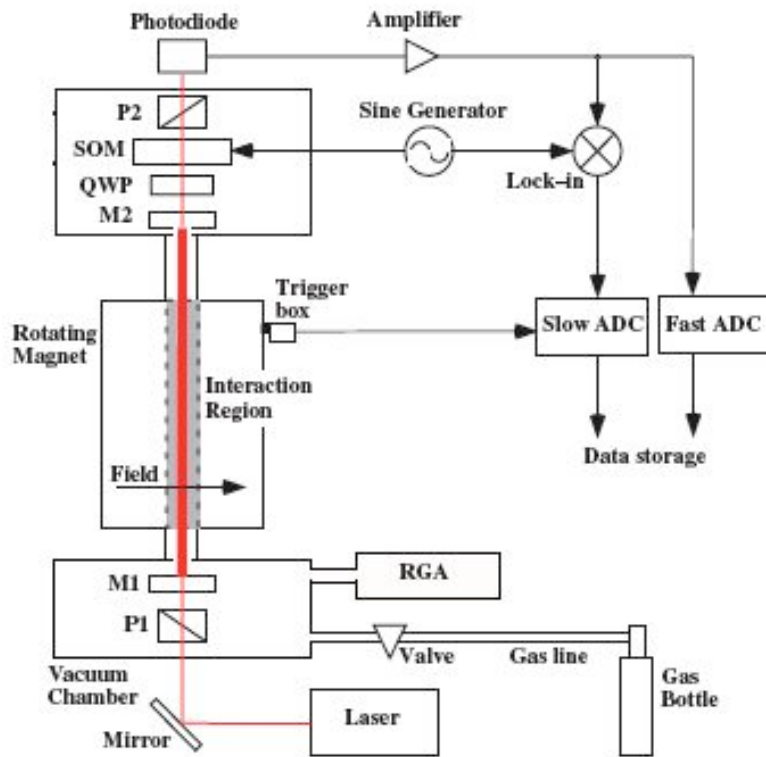 Photodiode
Amplifier
P2
Sine Generator
SOM
QWP
Lock-in
M2
Trigger
box
Rotating
Magnet
Slow ADC
Fast ADC
Interaction
Region
Field
Data storage
M1
RGA
P1
Valve
Gas line
Vacuum
Chamber
Gas
Bottle
Laser
Mirror